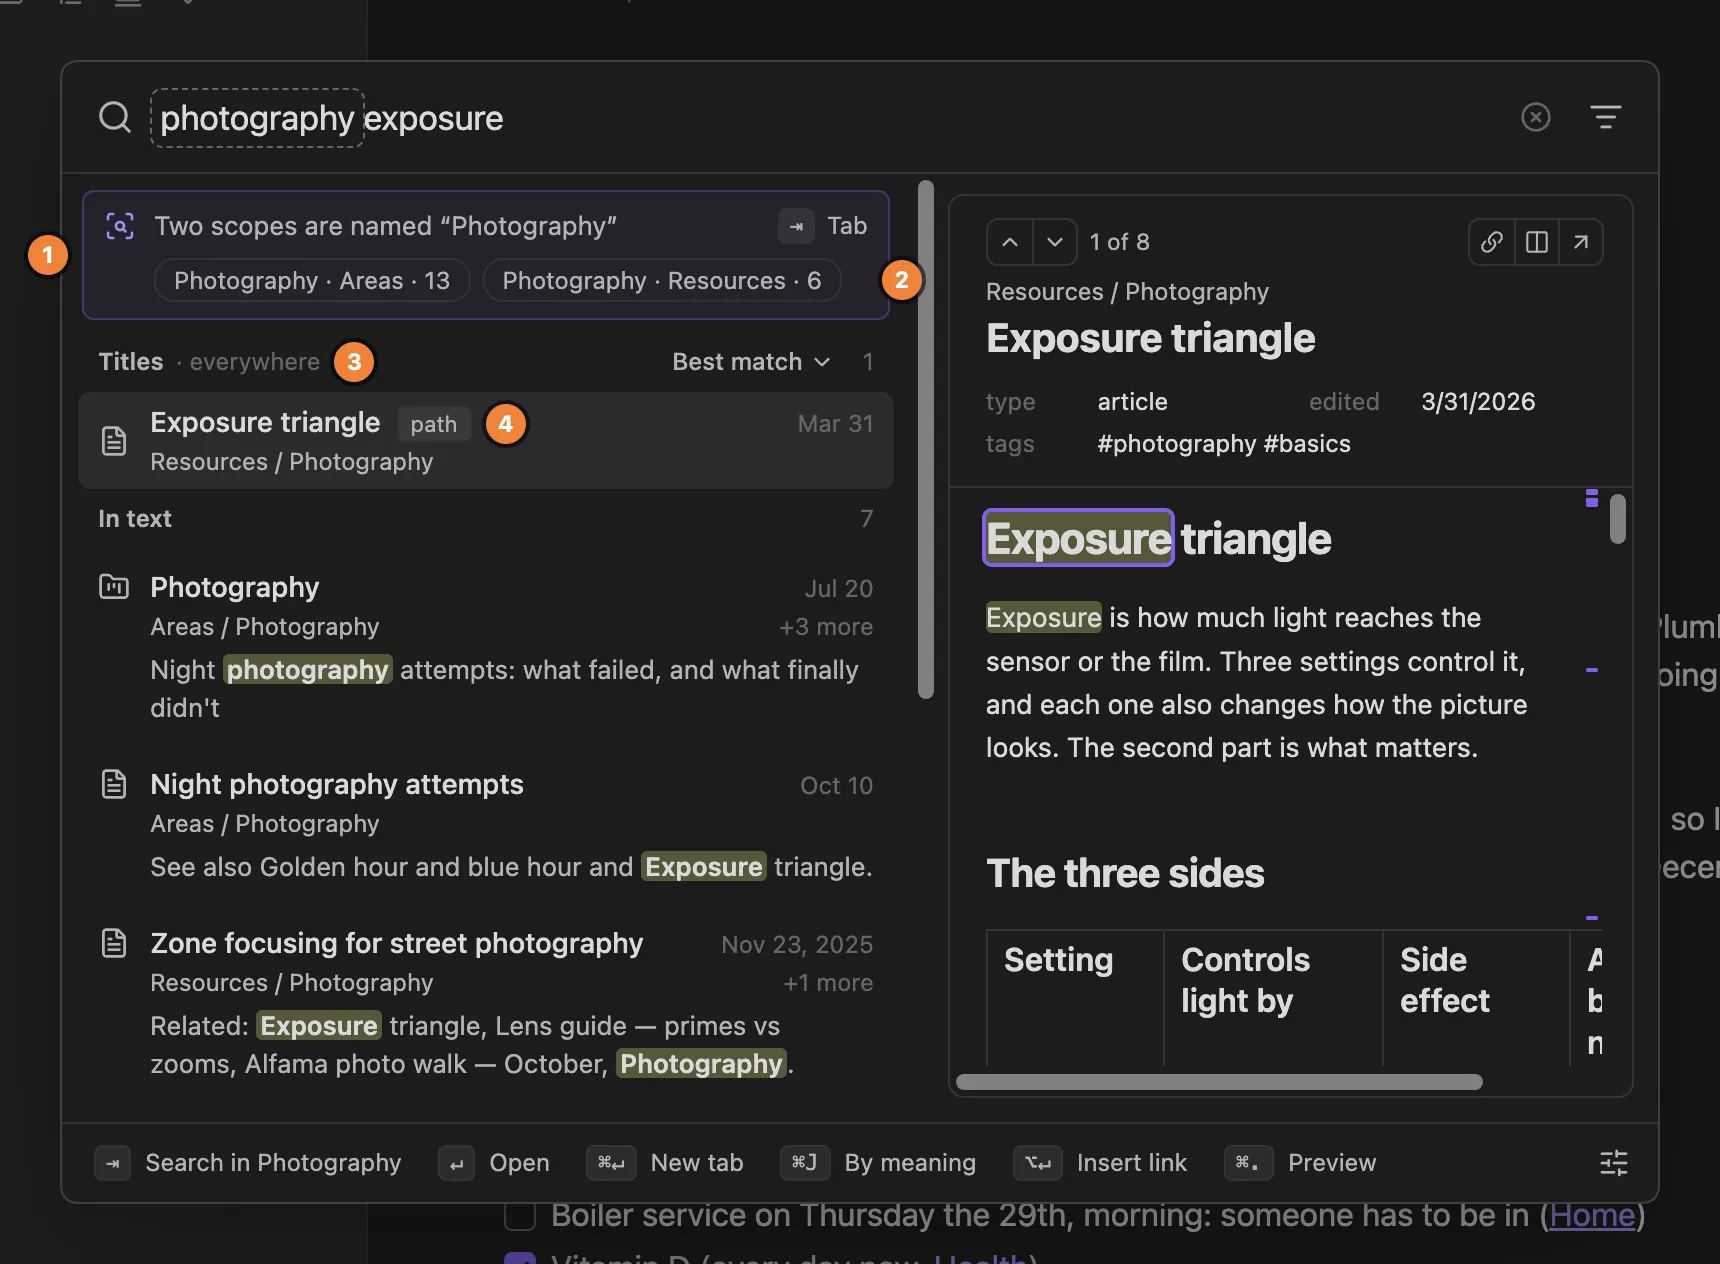 photography exposure
Two scopes are named “Photography”
Tab
1
Photography · Areas · 13
Photography · Resources · 6
2
Titles · everywhere
3
Best match
1
Exposure triangle
path
4
Mar 31
Resources / Photography
In text
7
Photography
Jul 20
Areas / Photography
+3 more
Night photography attempts: what failed, and what finally
didn't
Night photography attempts
Oct 10
Areas / Photography
See also Golden hour and blue hour and Exposure triangle.
Zone focusing for street photography
Nov 23, 2025
Resources / Photography
+1 more
Related: Exposure triangle, Lens guide — primes vs
zooms, Alfama photo walk — October, Photography.
1 of 8
Resources / Photography
Exposure triangle
type article edited 3/31/2026
tags #photography #basics
Exposure triangle
Exposure is how much light reaches the
sensor or the film. Three settings control it,
and each one also changes how the picture
looks. The second part is what matters.
The three sides
Setting
Controls
light by
Side
effect
so
Search in Photography
Open
⌘↵ New tab
⌘J By meaning
⌥↵ Insert link
⌘. Preview
Boiler service on Thursday the 29th, morning: someone has to be in (Home)
Vitamin D (every day now, Health)